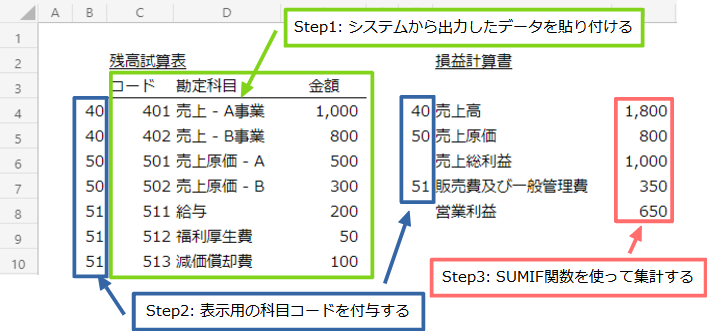 Step1: システムから出力したデータを貼り付ける
A B C D
1
2 残高試算表 損益計算書
3 コード 勘定科目 金額
4 40 401 売上 - A事業 1,000 40 売上高 1,800
5 40 402 売上 - B事業 800 50 売上原価 800
6 50 501 売上原価 - A 500 売上総利益 1,000
7 50 502 売上原価 - B 300 51 販売費及び一般管理費 350
8 51 511 給与 200 営業利益 650
9 51 512 福利厚生費 50
10 51 513 減価償却費 100
Step2: 表示用の科目コードを付与する
Step3: SUMIF関数を使って集計する